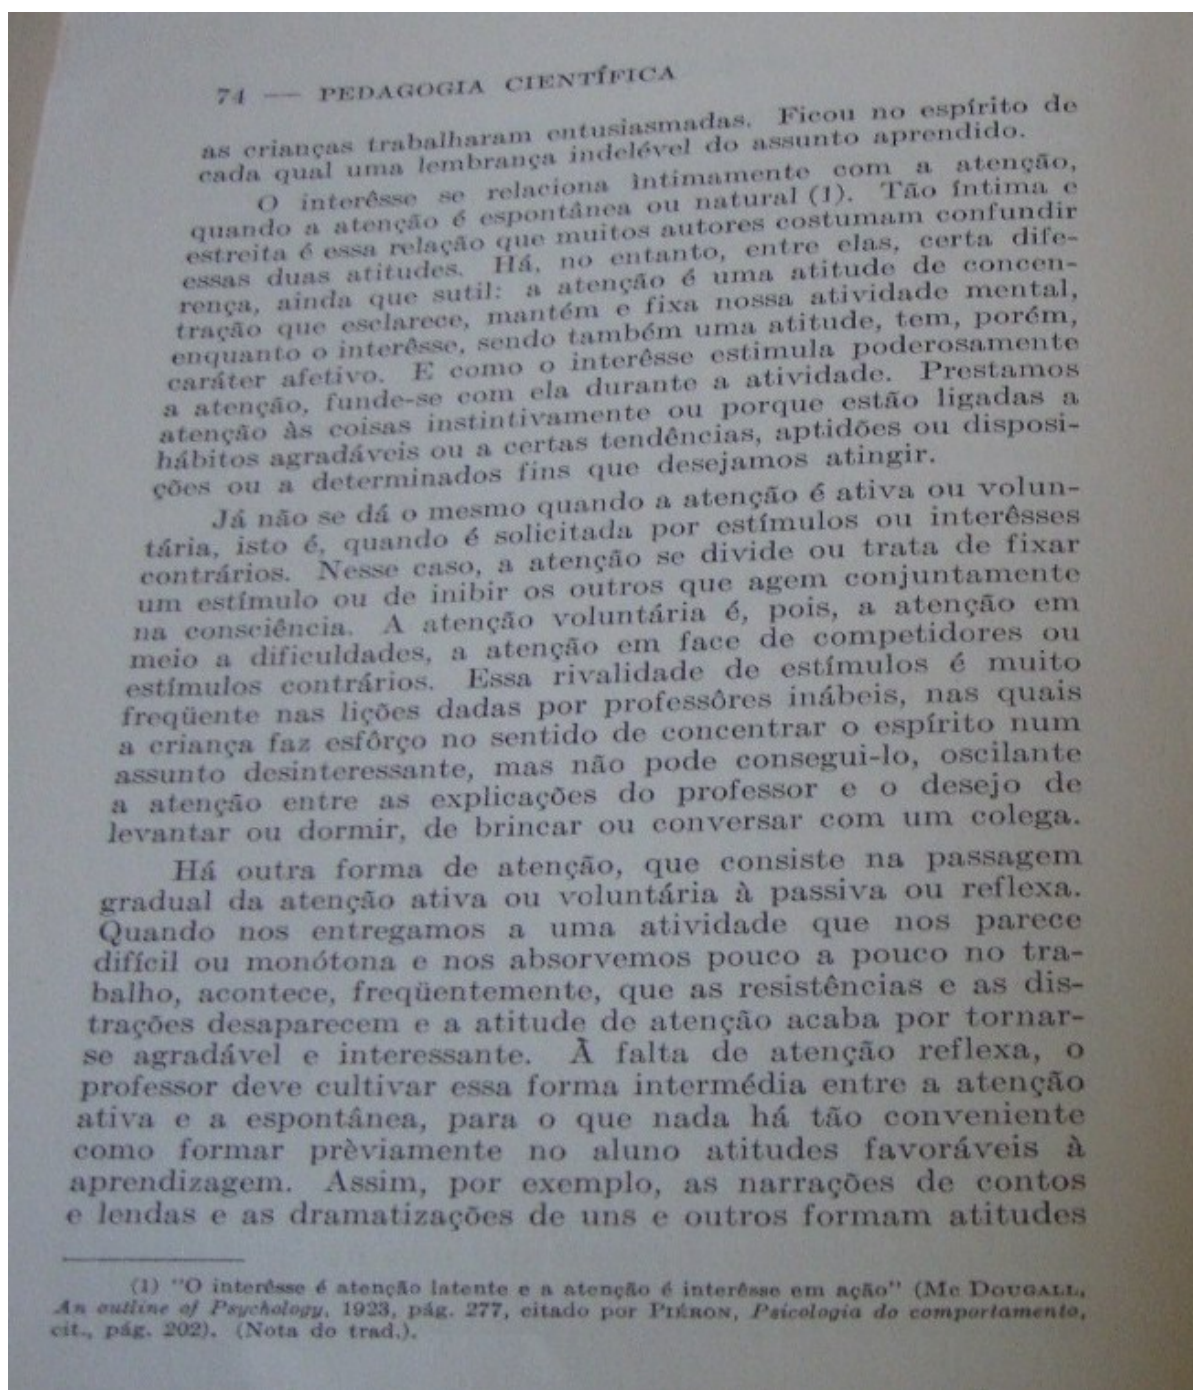 74 — PEDAGOGIA CIENTÍFICA
as crianças trabalharam entusiasmadas. Ficou no espírito de
cada qual uma lembrança indelével do assunto aprendido.
O interêsse se relaciona ìntimamente com a atenção,
quando a atenção é espontânea ou natural (1). Tão íntima e
estreita é essa relação que muitos autores costumam confundir
essas duas atitudes. Há, no entanto, entre elas, certa dife-
rença, ainda que sutil: a atenção é uma atitude de concen-
tração que esclarece, mantém e fixa nossa atividade mental,
enquanto o interêsse, sendo também uma atitude, tem, porém,
caráter afetivo. E como o interêsse estimula poderosamente
a atenção, funde-se com ela durante a atividade. Prestamos
atenção às coisas instintivamente ou porque estão ligadas a
hábitos agradáveis ou a certas tendências, aptidões ou disposi-
ções ou a determinados fins que desejamos atingir.
Já não se dá o mesmo quando a atenção é ativa ou volun-
tária, isto é, quando é solicitada por estímulos ou interêsses
contrários. Nesse caso, a atenção se divide ou trata de fixar
um estímulo ou de inibir os outros que agem conjuntamente
na consciência. A atenção voluntária é, pois, a atenção em
meio a dificuldades, a atenção em face de competidores ou
estímulos contrários. Essa rivalidade de estímulos é muito
freqüente nas lições dadas por professôres inábeis, nas quais
a criança faz esfôrço no sentido de concentrar o espírito num
assunto desinteressante, mas não pode consegui-lo, oscilante
a atenção entre as explicações do professor e o desejo de
levantar ou dormir, de brincar ou conversar com um colega.
Há outra forma de atenção, que consiste na passagem
gradual da atenção ativa ou voluntária à passiva ou reflexa.
Quando nos entregamos a uma atividade que nos parece
difícil ou monótona e nos absorvemos pouco a pouco no tra-
balho, acontece, freqüentemente, que as resistências e as dis-
trações desaparecem e a atitude de atenção acaba por tornar-
se agradável e interessante. À falta de atenção reflexa, o
professor deve cultivar essa forma intermédia entre a atenção
ativa e a espontânea, para o que nada há tão conveniente
como formar prèviamente no aluno atitudes favoráveis à
aprendizagem. Assim, por exemplo, as narrações de contos
e lendas e as dramatizações de uns e outros formam atitudes
(1) "O interêsse é atenção latente e a atenção é interêsse em ação" (Mc DOUGALL,
An outline of Psychology, 1923, pág. 277, citado por PIÉRON, Psicologia do comportamento,
cit., pág. 202). (Nota do trad.).